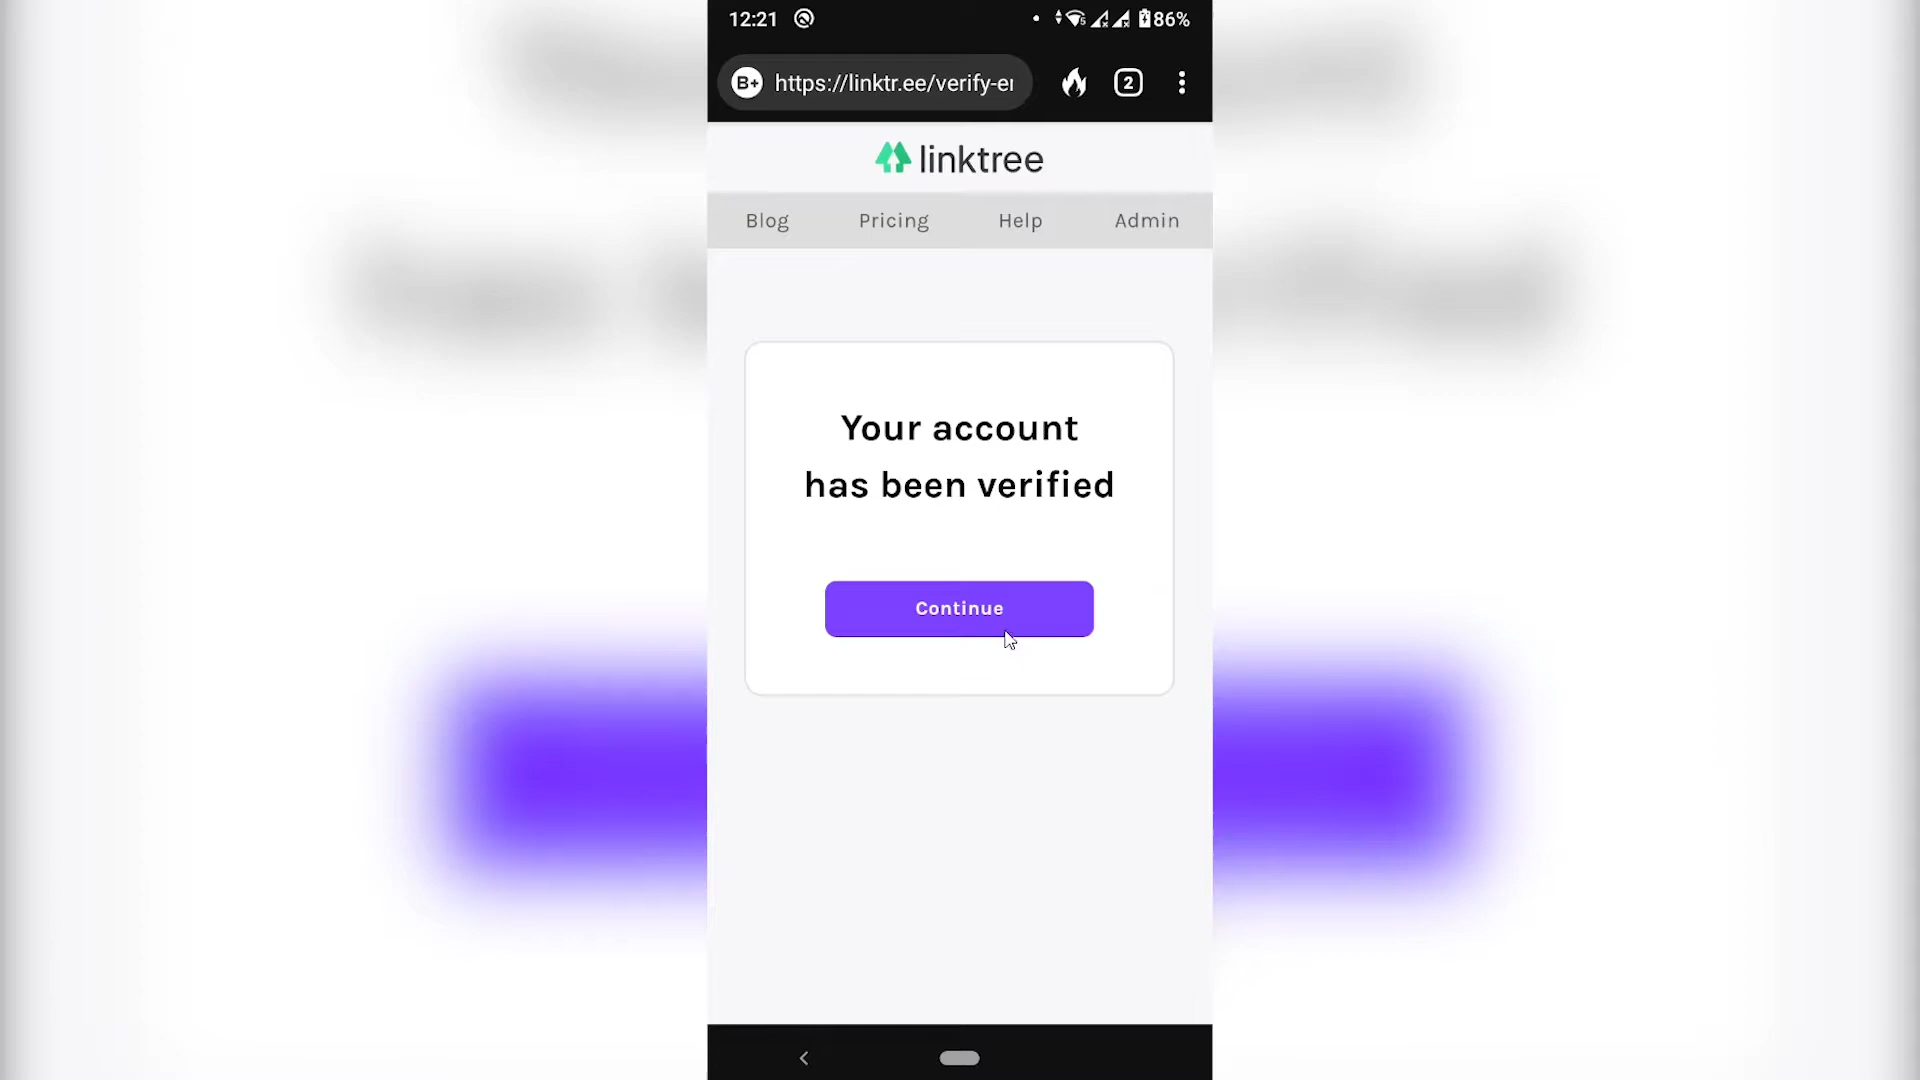 12:21
86%
B+ https://linktr.ee/verify-e
2
linktree
Blog Pricing Help Admin
Your account
has been verified
Continue